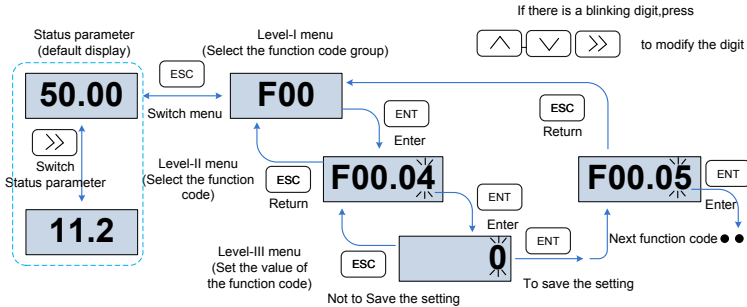 If there is a blinking digit,press
to modify the digit
Status parameter
(default display)
50.00
Switch
Status parameter
11.2
ESC
Switch menu
Level-I menu
(Select the function code group)
F00
ENT
Enter
Level-II menu
(Select the function
code)
ESC
Return
F00.04
ENT
Enter
Level-III menu
(Set the value of
the function code)
ESC
0
Not to Save the setting
ENT
To save the setting
ESC
Return
F00.05
ENT
Enter
Next function code